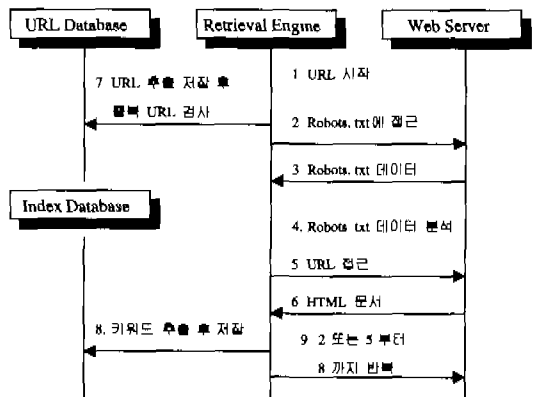 URL Database
Retrieval Engine
Web Server
7 URL 추출 저장 후
중복 URL 검사
1 URL 시작
2 Robots. txt에 접근
3 Robots. txt 데이터
Index Database
4. Robots txt 데이터 분석
5 URL 접근
6 HTML 문서
8. 키워드 추출 후 저장
9 2 또는 5 부터
8 까지 반복